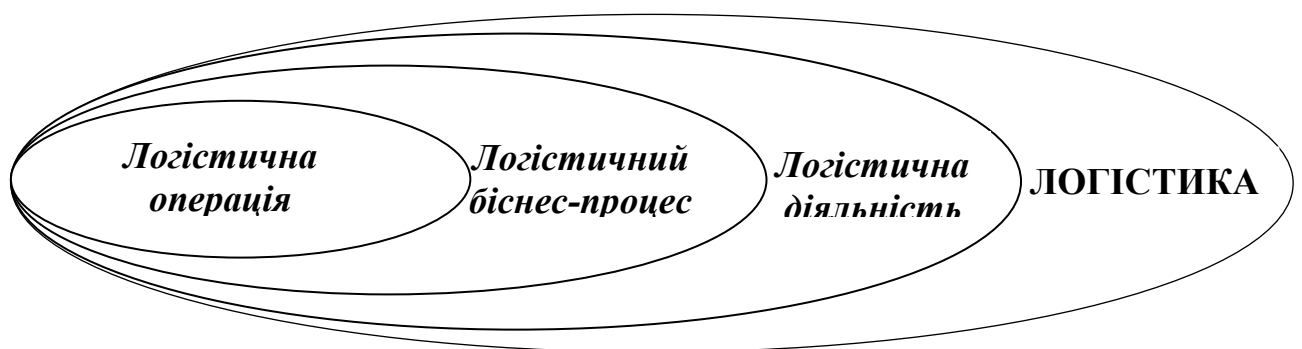 Логістична
операція
Логістичний
бізнес-процес
Логістична
діяльність
ЛОГІСТИКА